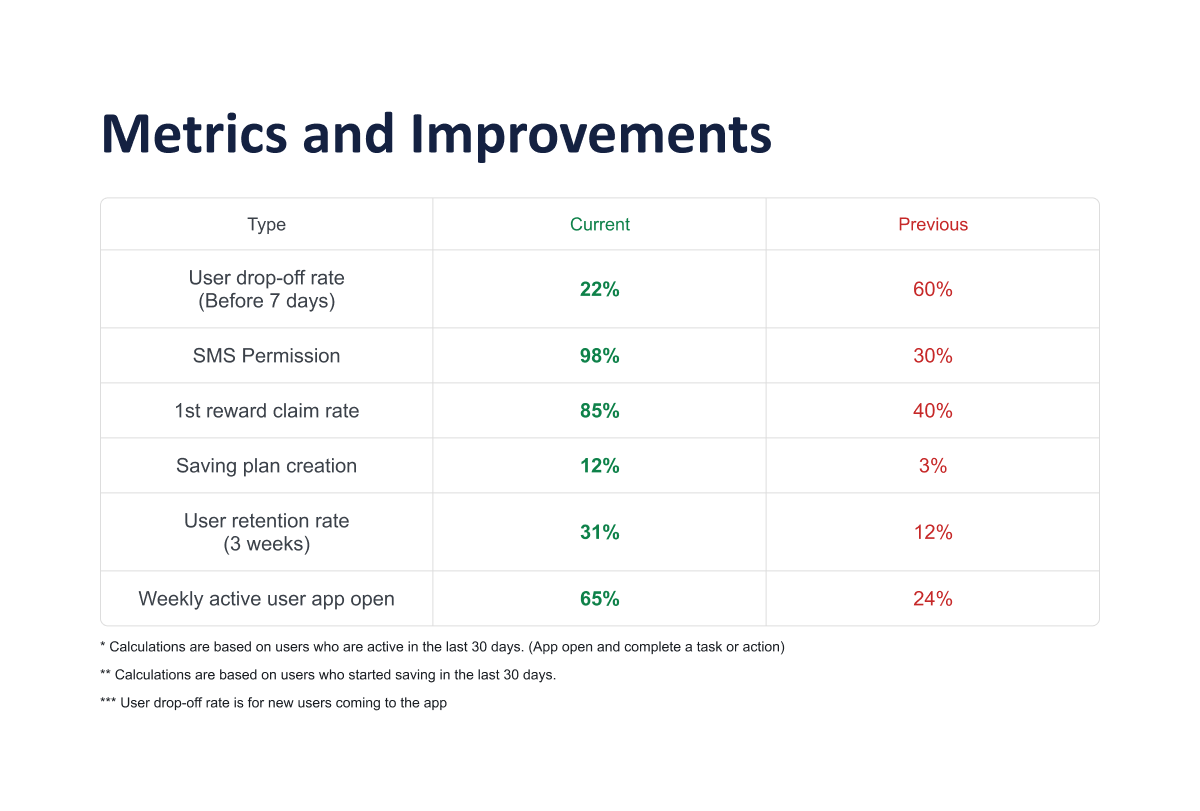 Metrics and Improvements
Type
Current
Previous
User drop-off rate
(Before 7 days)
22%
60%
SMS Permission
98%
30%
1st reward claim rate
85%
40%
Saving plan creation
12%
3%
User retention rate
(3 weeks)
31%
12%
Weekly active user app open
65%
24%
* Calculations are based on users who are active in the last 30 days. (App open and complete a task or action)
** Calculations are based on users who started saving in the last 30 days.
*** User drop-off rate is for new users coming to the app